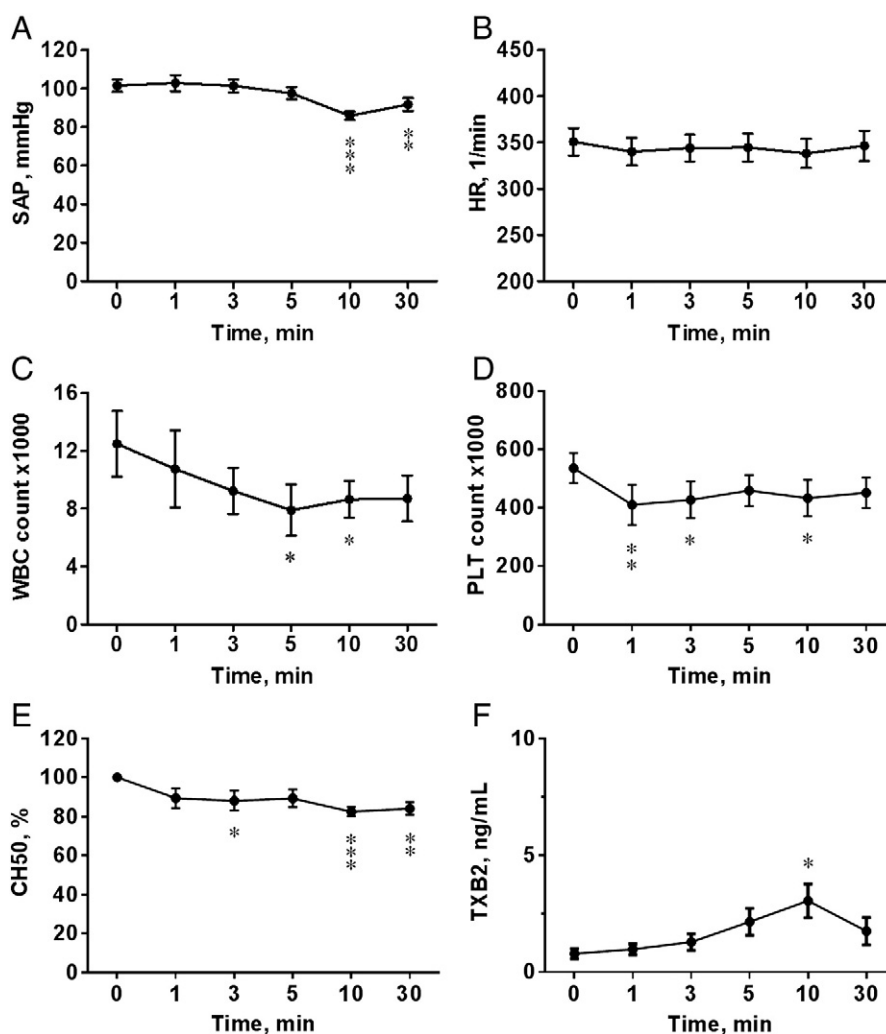 A
120
100
80
60
40
20
0
SAP, mmHg
***
**
0 1 3 5 10 30
Time, min
B
450
400
350
300
250
200
HR, 1/min
0 1 3 5 10 30
Time, min
C
16
12
8
4
0
WBC count x1000
*
*
0 1 3 5 10 30
Time, min
D
800
600
400
200
0
PLT count x1000
**
*
*
0 1 3 5 10 30
Time, min
E
120
100
80
60
40
20
0
CH50, %
*
***
**
0 1 3 5 10 30
Time, min
F
10
5
0
TXB2, ng/mL
*
0 1 3 5 10 30
Time, min